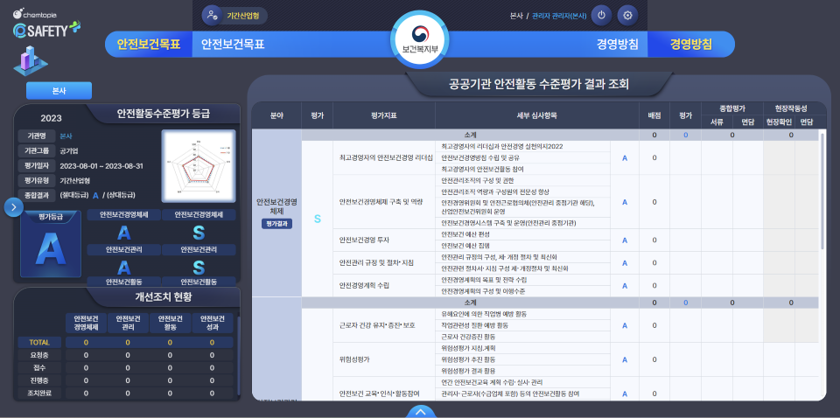 chemtopia
SAFETY
기간산업형
본사 / 관리자 관리자(본사)
안전보건목표
안전보건목표
보건복지부
경영방침
경영방침
본사
2023
안전활동수준평가 등급
기관명 본사
기관그룹 공기업
평가일자 2023-08-01 ~ 2023-08-31
평가유형 기간산업형
종합결과 (절대등급) A / (상대등급)
평가등급
A
안전보건경영체제 안전보건경영체제
A S
안전보건관리 안전보건관리
A S
안전보건활동 안전보건활동
개선조치 현황
안전보건 경영체제
안전보건 관리
안전보건 활동
안전보건 성과
TOTAL 0 0 0 0
요청중 0 0 0 0
접수 0 0 0 0
진행중 0 0 0 0
조치완료 0 0 0 0
공공기관 안전활동 수준평가 결과 조회
분야 평가 평가지표 세부 심사항목 배점 평가 종합평가 현장작동성
서류 면담 현장확인 면담
소계 0 0 0 0
안전보건경영
체제
평가결과
S
최고경영자의 안전보건경영 리더십
최고경영자의 리더십과 안전경영 실천의지2022
안전보건경영방침 수립 및 공유
최고경영자의 안전보건활동 참여
A 0
안전보건경영체제 구축 및 역량
안전관리조직의 구성 및 권한
안전관리조직 역량과 구성원의 전문성 향상
안전경영위원회 및 안전근로협의체(안전관리 중점기관 해당),
산업안전보건위원회 운영
안전보건경영시스템 구축 및 운영(안전관리 중점기관)
A 0
안전보건경영 투자
안전보건 예산 편성
안전보건 예산 집행
A 0
안전관리 규정 및 절차·지침
안전관리 규정의 구성, 제·개정 절차 및 최신화
안전관련 절차서·지침 구성 제·개정절차 및 최신화
A 0
안전경영계획 수립
안전경영계획의 목표 및 전략 수립
안전경영계획의 구성 및 이행수준
A 0
소계 0 0 0 0
근로자 건강 유지·증진·보호
유해요인에 의한 직업병 예방 활동
작업관련성 질환 예방 활동
근로자 건강증진 활동
A 0
위험성평가
위험성평가 지침,계획
위험성평가 추진 활동
위험성평가 결과 활용
A 0
안전보건 교육·인식·활동참여
연간 안전보건교육 계획 수립·실시·관리
관리자·근로자(수급업체 포함) 등의 안전보건활동 참여
A 0